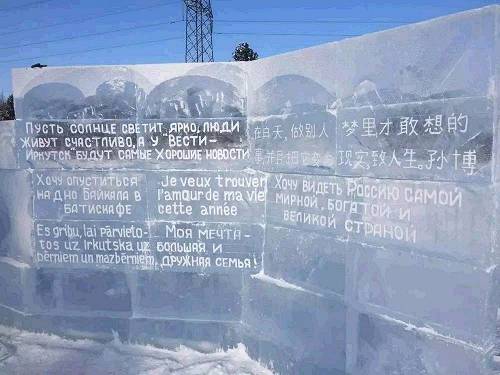 Пусть солнце светит ярко, люди
живут счастливо, а у Вести-
Иркутск будут самые хорошие новости
在白天,做别人
梦里才敢想的
现实致人生。孙博
Хочу опуститься
на дно Байкала в
батискафе
Je veux trouver
l'amour de ma vie
cette année
Хочу видеть Россию самой
мирной, богатой и
великой страной
Es gribu, lai pārvielo-
tos uz Irkutska uz
bērniem un mazbērniem.
Моя мечта-
большая и
дружная семья!